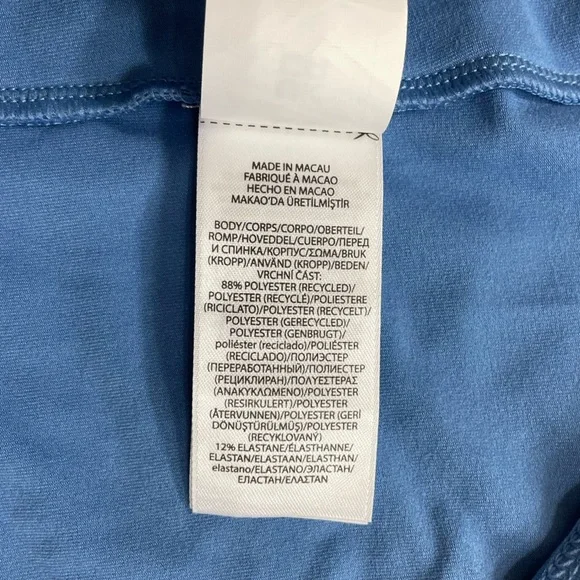 MADE IN MACAU
FABRIQUÉ À MACAO
HECHO EN MACAO
MAKAO'DA ÜRETİLMİŞTİR
BODY/CORPS/CORPO/OBERTEIL/
ROMP/HOVEDDEL/CUERPO/ПЕРЕД
И СПИНКА/КОРПУС/ΣΩΜΑ/BRUK
(KROPP)/ANVÄND (KROPP)/BEDEN/
VRCHNÍ ČÁST:
88% POLYESTER (RECYCLED)/
POLYESTER (RECYCLÉ)/POLIESTERE
(RICICLATO)/POLYESTER (RECYCELT)/
POLYESTER (GERECYCLED)/
POLYESTER (GENBRUGT)/
poliéster (reciclado)/POLIÉSTER
(RECICLADO)/ПОЛИЭСТЕР
(ПЕРЕРАБОТАННЫЙ)/ПОЛИЕСТЕР
(РЕЦИКЛИРАН)/ΠΟΛΥΕΣΤΕΡΑΣ
(ΑΝΑΚΥΚΛΩΜΕΝΟ)/POLYESTER
(RESIRKULERT)/POLYESTER
(ÅTERVUNNEN)/POLYESTER (GERİ
DÖNÜŞTÜRÜLMÜŞ)/POLYESTER
(RECYKLOVANÝ)
12% ELASTANE/ÉLASTHANNE/
ELASTAN/ELASTAAN/ELASTHAN/
elastano/ELASTANO/ЭЛАСТАН/
ЕЛАСТАН/ΕΛΑΣΤΑΝ